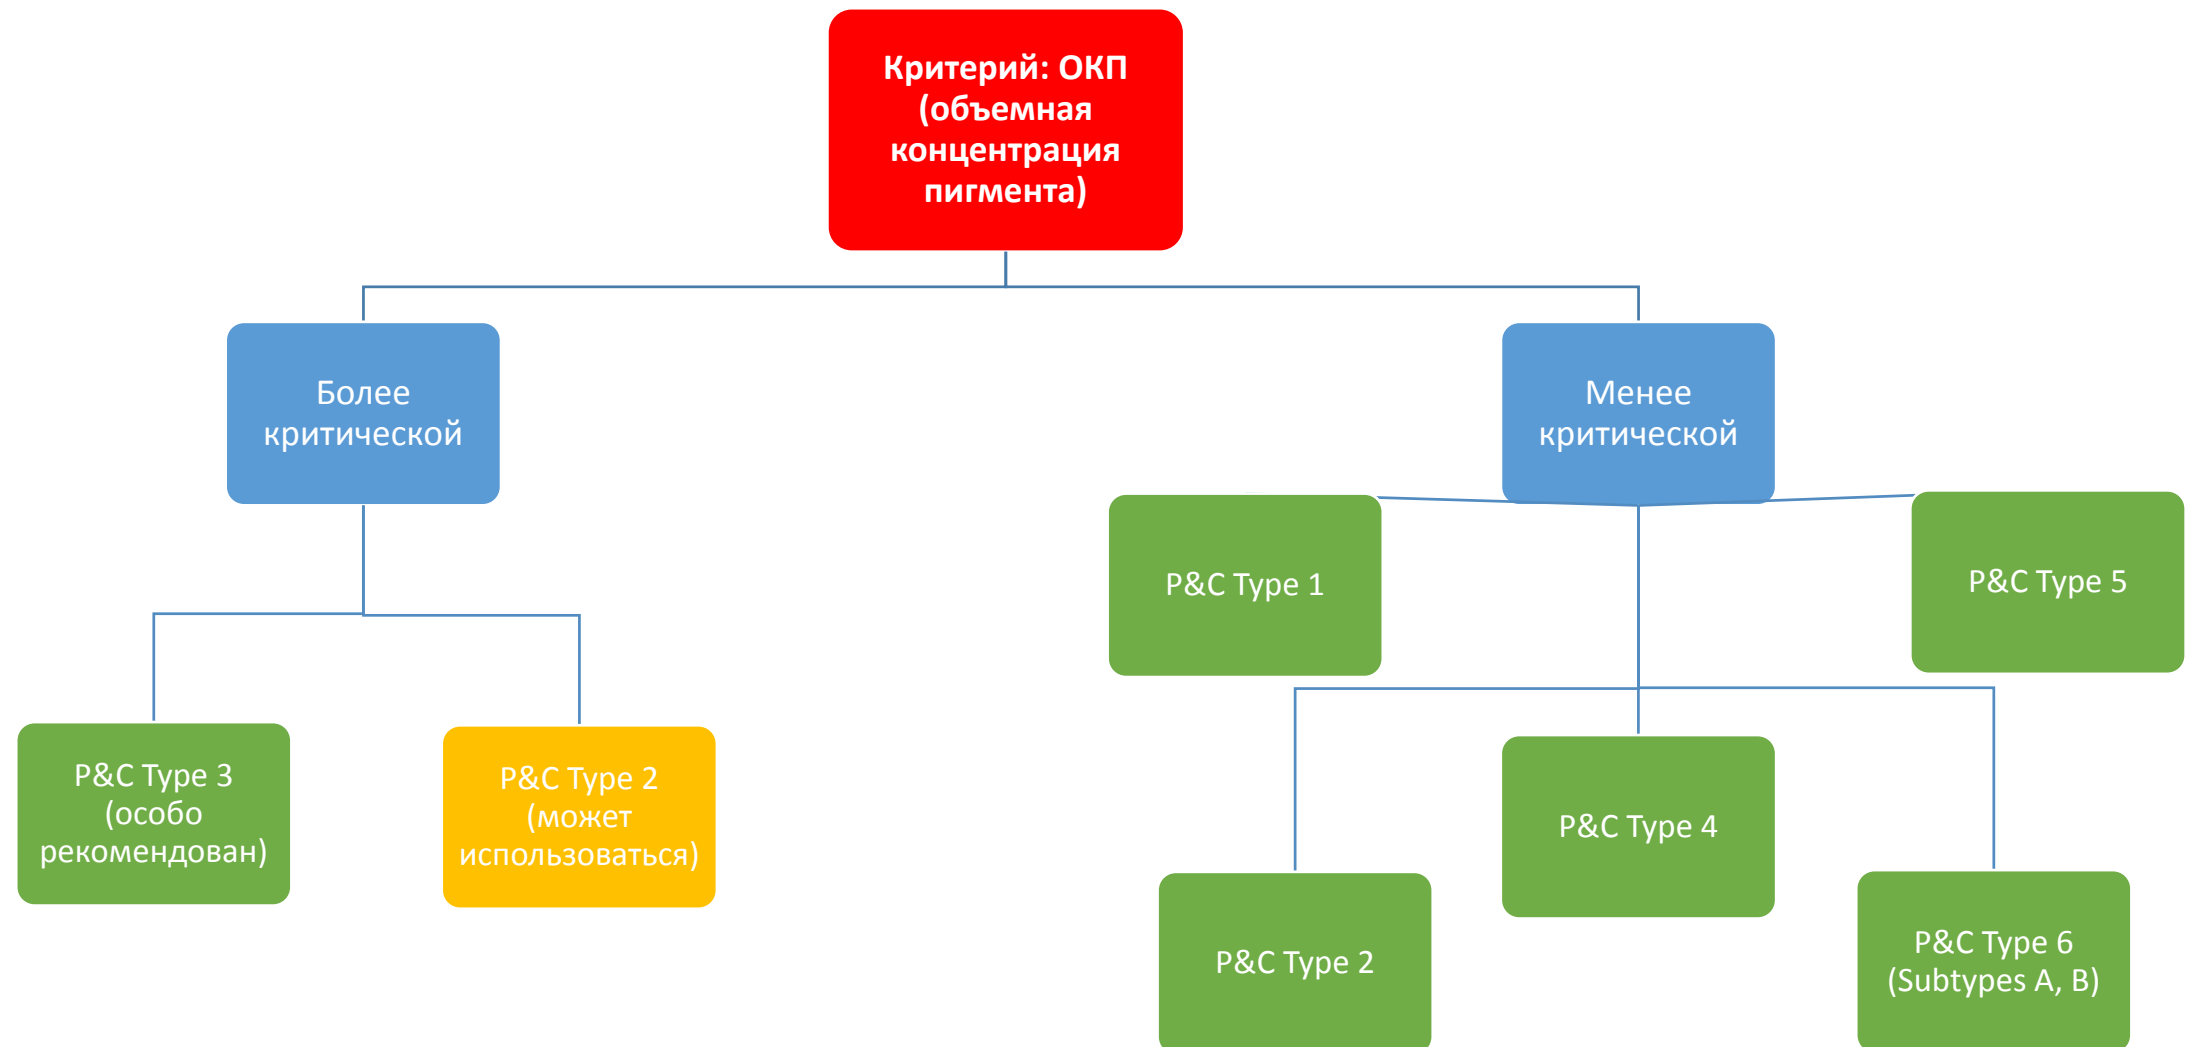 Критерий: ОКП
(объемная
концентрация
пигмента)
Более
критической
Менее
критической
P&C Type 1
P&C Type 5
P&C Type 3
(особо
рекомендован)
P&C Type 2
(может
использоваться)
P&C Type 4
P&C Type 2
P&C Type 6
(Subtypes A, B)